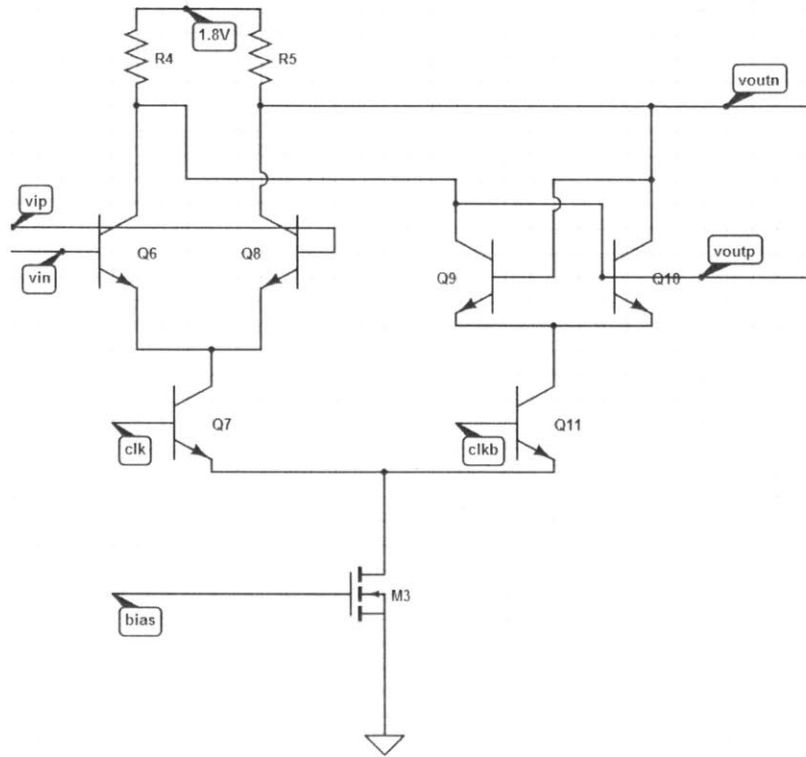 1.8V
R4
R5
voutn
vip
Q6
Q8
vin
Q9
Q10
voutp
Q7
clk
Q11
clkb
M3
bias